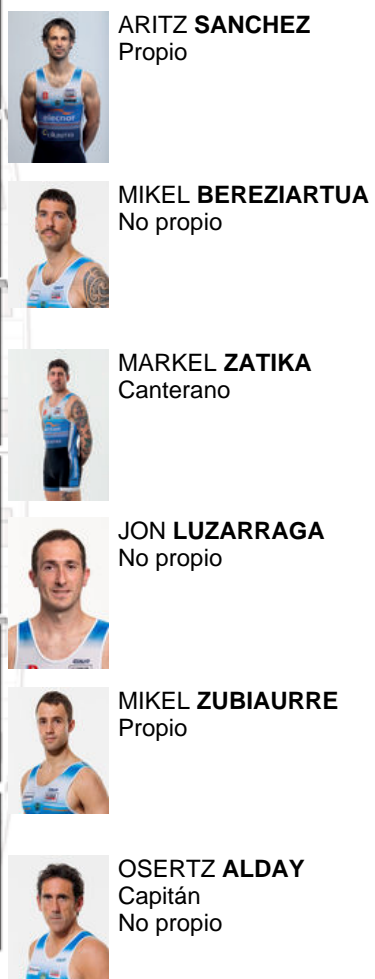 ARITZ SANCHEZ
Propio
elecnor
MIKEL BEREZIARTUA
No propio
MARKEL ZATIKA
Canterano
JON LUZARRAGA
No propio
MIKEL ZUBIAURRE
Propio
OSERTZ ALDAY
Capitán
No propio